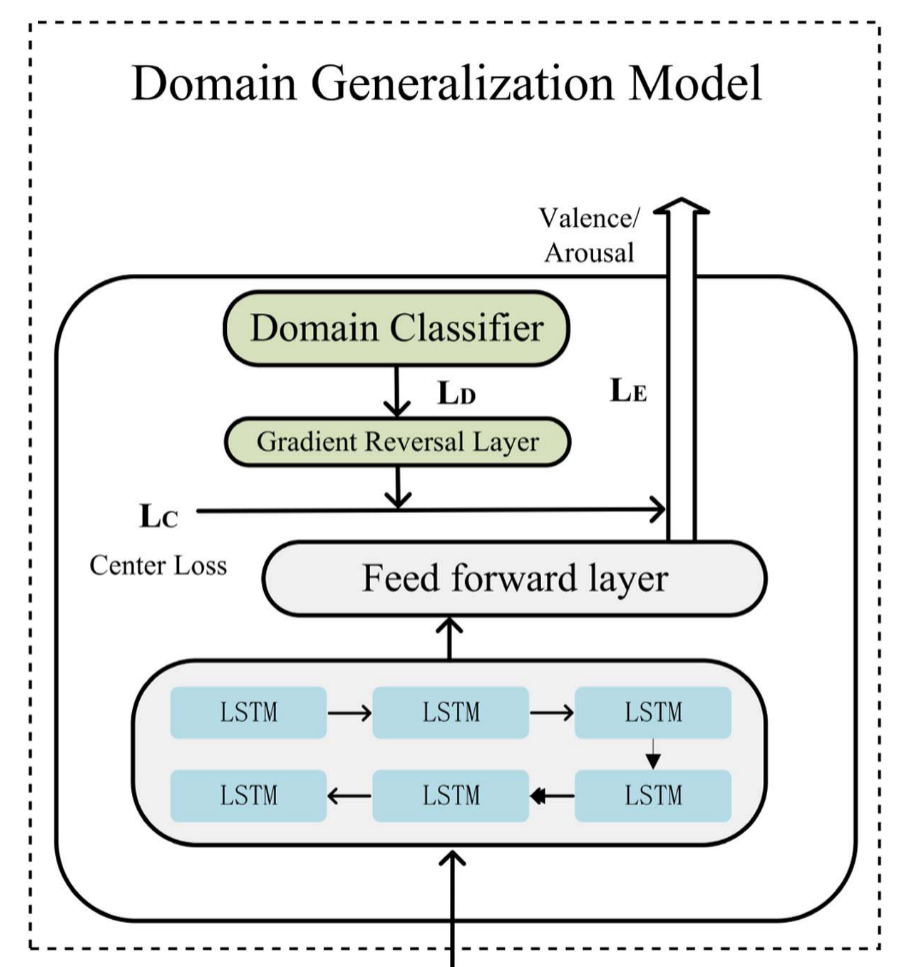 Domain Generalization Model
Valence/
Arousal
Domain Classifier
LD
LE
Gradient Reversal Layer
LC
Center Loss
Feed forward layer
LSTM LSTM LSTM
LSTM LSTM LSTM